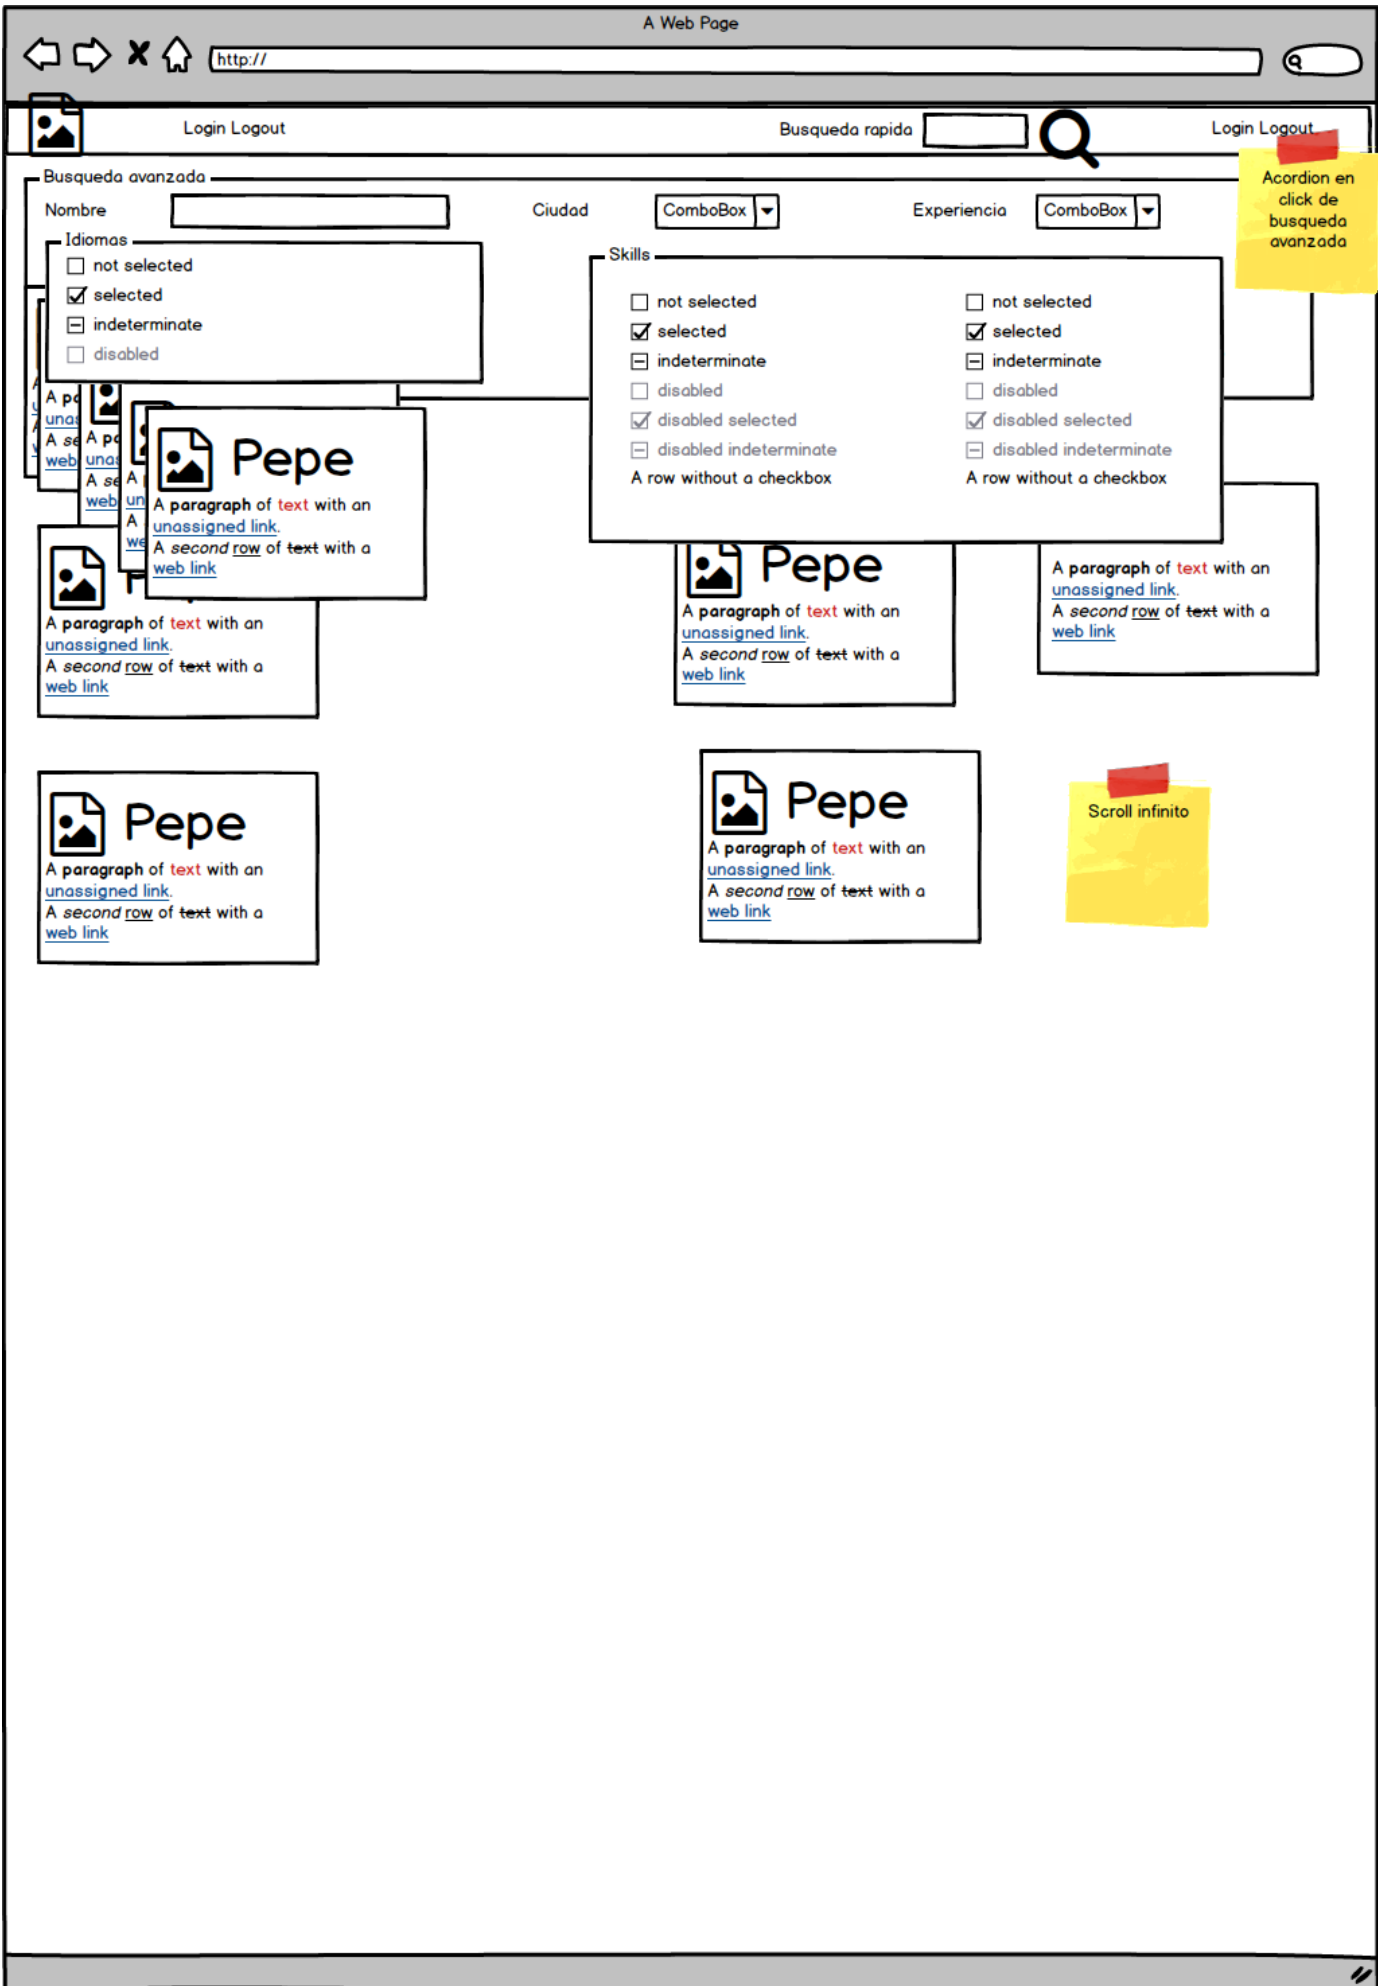 A Web Page
http://
Login Logout
Busqueda rapida
Login Logout
Acordion en
click de
busqueda
avanzada
Busqueda avanzada
Nombre
Ciudad
ComboBox
Experiencia
ComboBox
Idiomas
not selected
selected
indeterminate
disabled
Skills
not selected
selected
indeterminate
disabled
disabled selected
disabled indeterminate
A row without a checkbox
not selected
selected
indeterminate
disabled
disabled selected
disabled indeterminate
A row without a checkbox
Pepe
A paragraph of text with an
unassigned link.
A second row of text with a
web link
A paragraph of text with an
unassigned link.
A second row of text with a
web link
Pepe
A paragraph of text with an
unassigned link.
A second row of text with a
web link
A paragraph of text with an
unassigned link.
A second row of text with a
web link
Pepe
A paragraph of text with an
unassigned link.
A second row of text with a
web link
Pepe
A paragraph of text with an
unassigned link.
A second row of text with a
web link
Scroll infinito